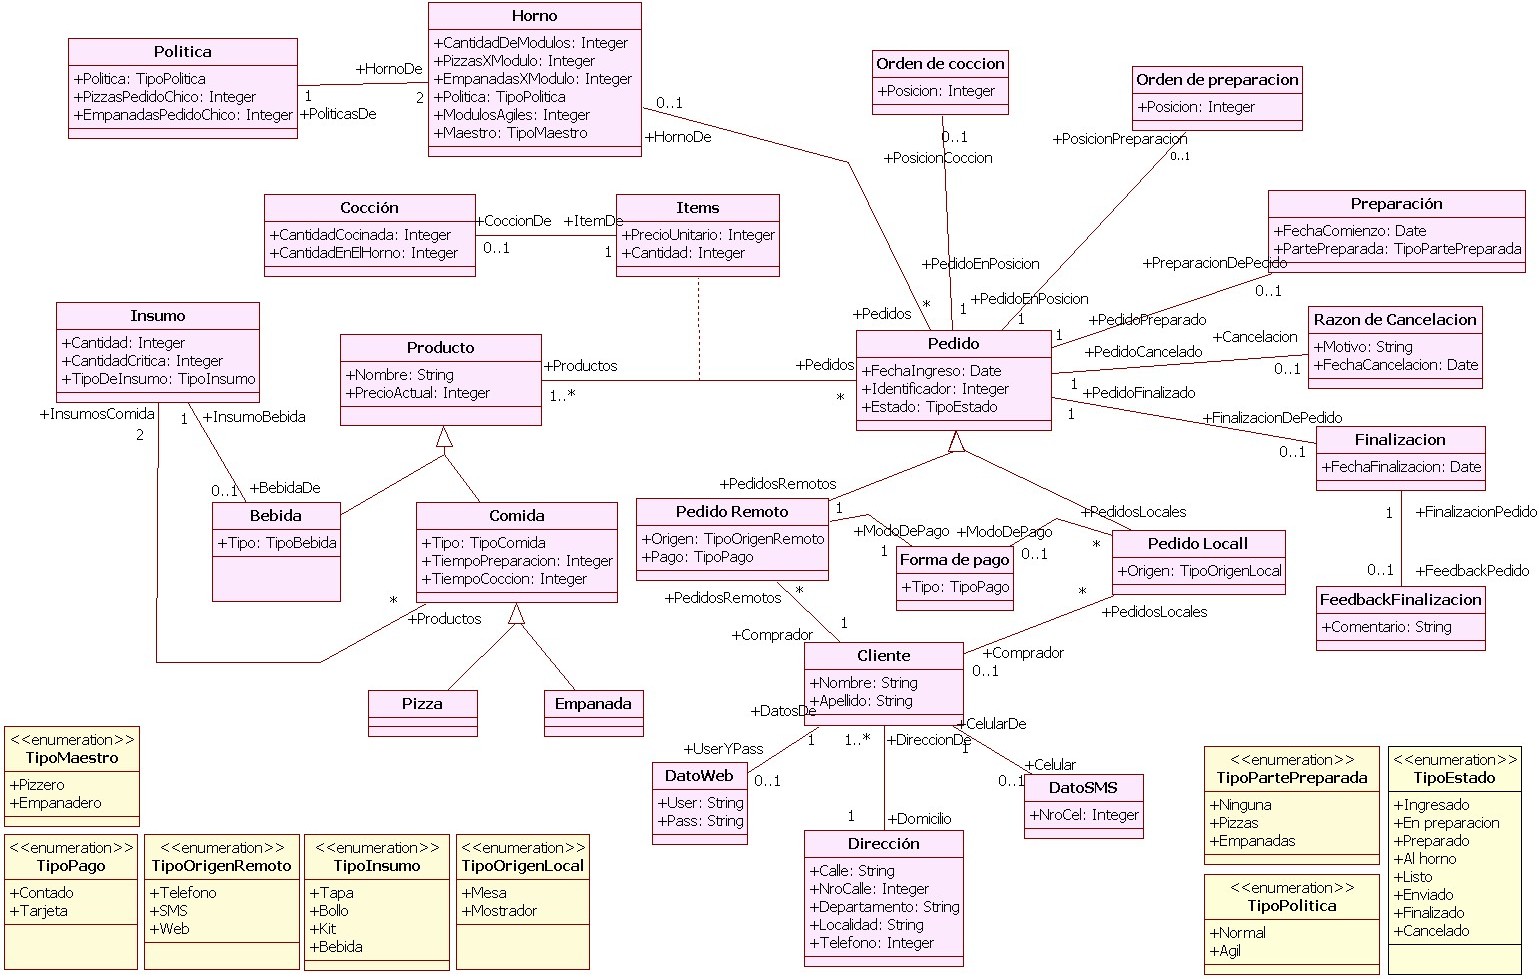 Politica
+Politica: TipoPolitica
+PizzasPedidoChico: Integer
+EmpanadasPedidoChico: Integer
+HornoDe
1
2
+PoliticasDe
Horno
+CantidadDeModulos: Integer
+PizzasXModulo: Integer
+EmpanadasXModulo: Integer
+Politica: TipoPolitica
+ModulosAgiles: Integer
+Maestro: TipoMaestro
0..1
+HornoDe
Orden de coccion
+Posicion: Integer
0..1
+PosicionCoccion
Orden de preparacion
+Posicion: Integer
+PosicionPreparacion
0..1
Cocción
+CantidadCocinada: Integer
+CantidadEnElHorno: Integer
+CoccionDe
0..1
+ItemDe
1
Items
+PrecioUnitario: Integer
+Cantidad: Integer
Preparación
+FechaComienzo: Date
+PartePreparada: TipoPartePreparada
+PreparacionDePedido
0..1
+PedidoEnPosicion
1
+PedidoEnPosicion
1
*
+Pedidos
Insumo
+Cantidad: Integer
+CantidadCritica: Integer
+TipoDeInsumo: TipoInsumo
+InsumosComida
2
1
+InsumoBebida
Producto
+Nombre: String
+PrecioActual: Integer
+Productos
1..*
+Pedidos
*
Pedido
+FechaIngreso: Date
+Identificador: Integer
+Estado: TipoEstado
1
+PedidoPreparado
+PedidoCancelado
1
+Cancelacion
0..1
Razon de Cancelacion
+Motivo: String
+FechaCancelacion: Date
+PedidoFinalizado
1
+FinalizacionDePedido
0..1
Finalizacion
+FechaFinalizacion: Date
1
+FinalizacionPedido
0..1
+FeedbackPedido
FeedbackFinalizacion
+Comentario: String
0..1
+BebidaDe
Bebida
+Tipo: TipoBebida
Comida
+Tipo: TipoComida
+TiempoPreparacion: Integer
+TiempoCoccion: Integer
*
+Productos
+PedidosRemotos
Pedido Remoto
+Origen: TipoOrigenRemoto
+Pago: TipoPago
1
+ModoDePago
1
+ModoDePago
0..1
Forma de pago
+Tipo: TipoPago
+PedidosLocales
*
Pedido Locall
+Origen: TipoOrigenLocal
*
+PedidosLocales
+PedidosRemotos
*
1
+Comprador
+Comprador
0..1
Cliente
+Nombre: String
+Apellido: String
+DatosDe
1
+UserYPass
0..1
1..*
+DireccionDe
+CelularDe
1
+Celular
0..1
Pizza
Empanada
DatoWeb
+User: String
+Pass: String
DatoSMS
+NroCel: Integer
1
+Domicilio
Dirección
+Calle: String
+NroCalle: Integer
+Departamento: String
+Localidad: String
+Telefono: Integer
<<enumeration>>
TipoMaestro
+Pizzero
+Empanadero
<<enumeration>>
TipoPago
+Contado
+Tarjeta
<<enumeration>>
TipoOrigenRemoto
+Telefono
+SMS
+Web
<<enumeration>>
TipoInsumo
+Tapa
+Bollo
+Kit
+Bebida
<<enumeration>>
TipoOrigenLocal
+Mesa
+Mostrador
<<enumeration>>
TipoPartePreparada
+Ninguna
+Pizzas
+Empanadas
<<enumeration>>
TipoPolitica
+Normal
+Agil
<<enumeration>>
TipoEstado
+Ingresado
+En preparacion
+Preparado
+Al horno
+Listo
+Enviado
+Finalizado
+Cancelado